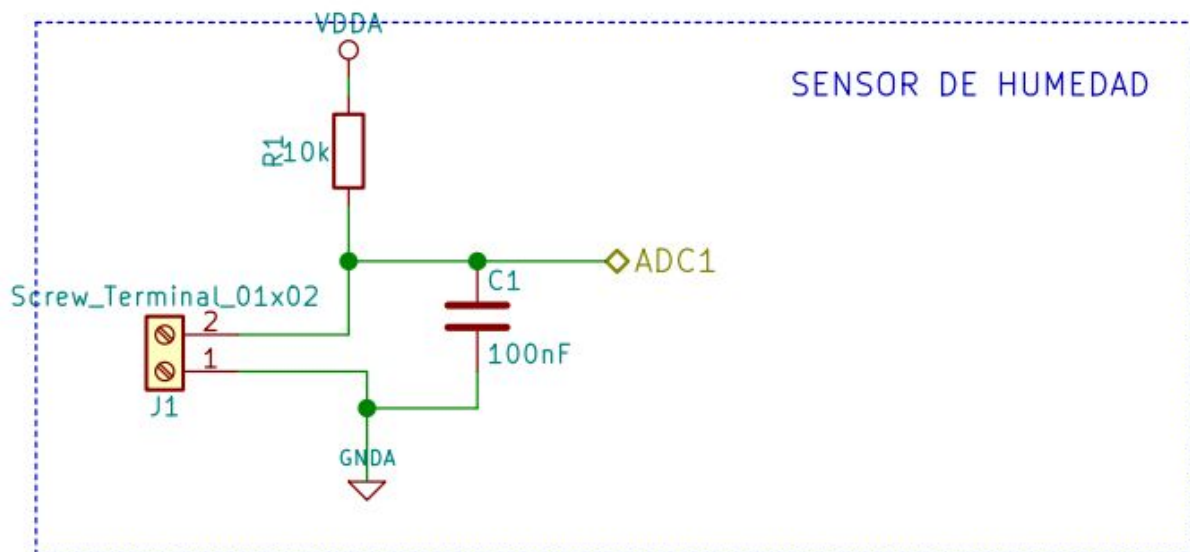 VDDA
SENSOR DE HUMEDAD
R1
10k
ADC1
C1
Screw_Terminal_01x02
2
100nF
1
J1
GNDA